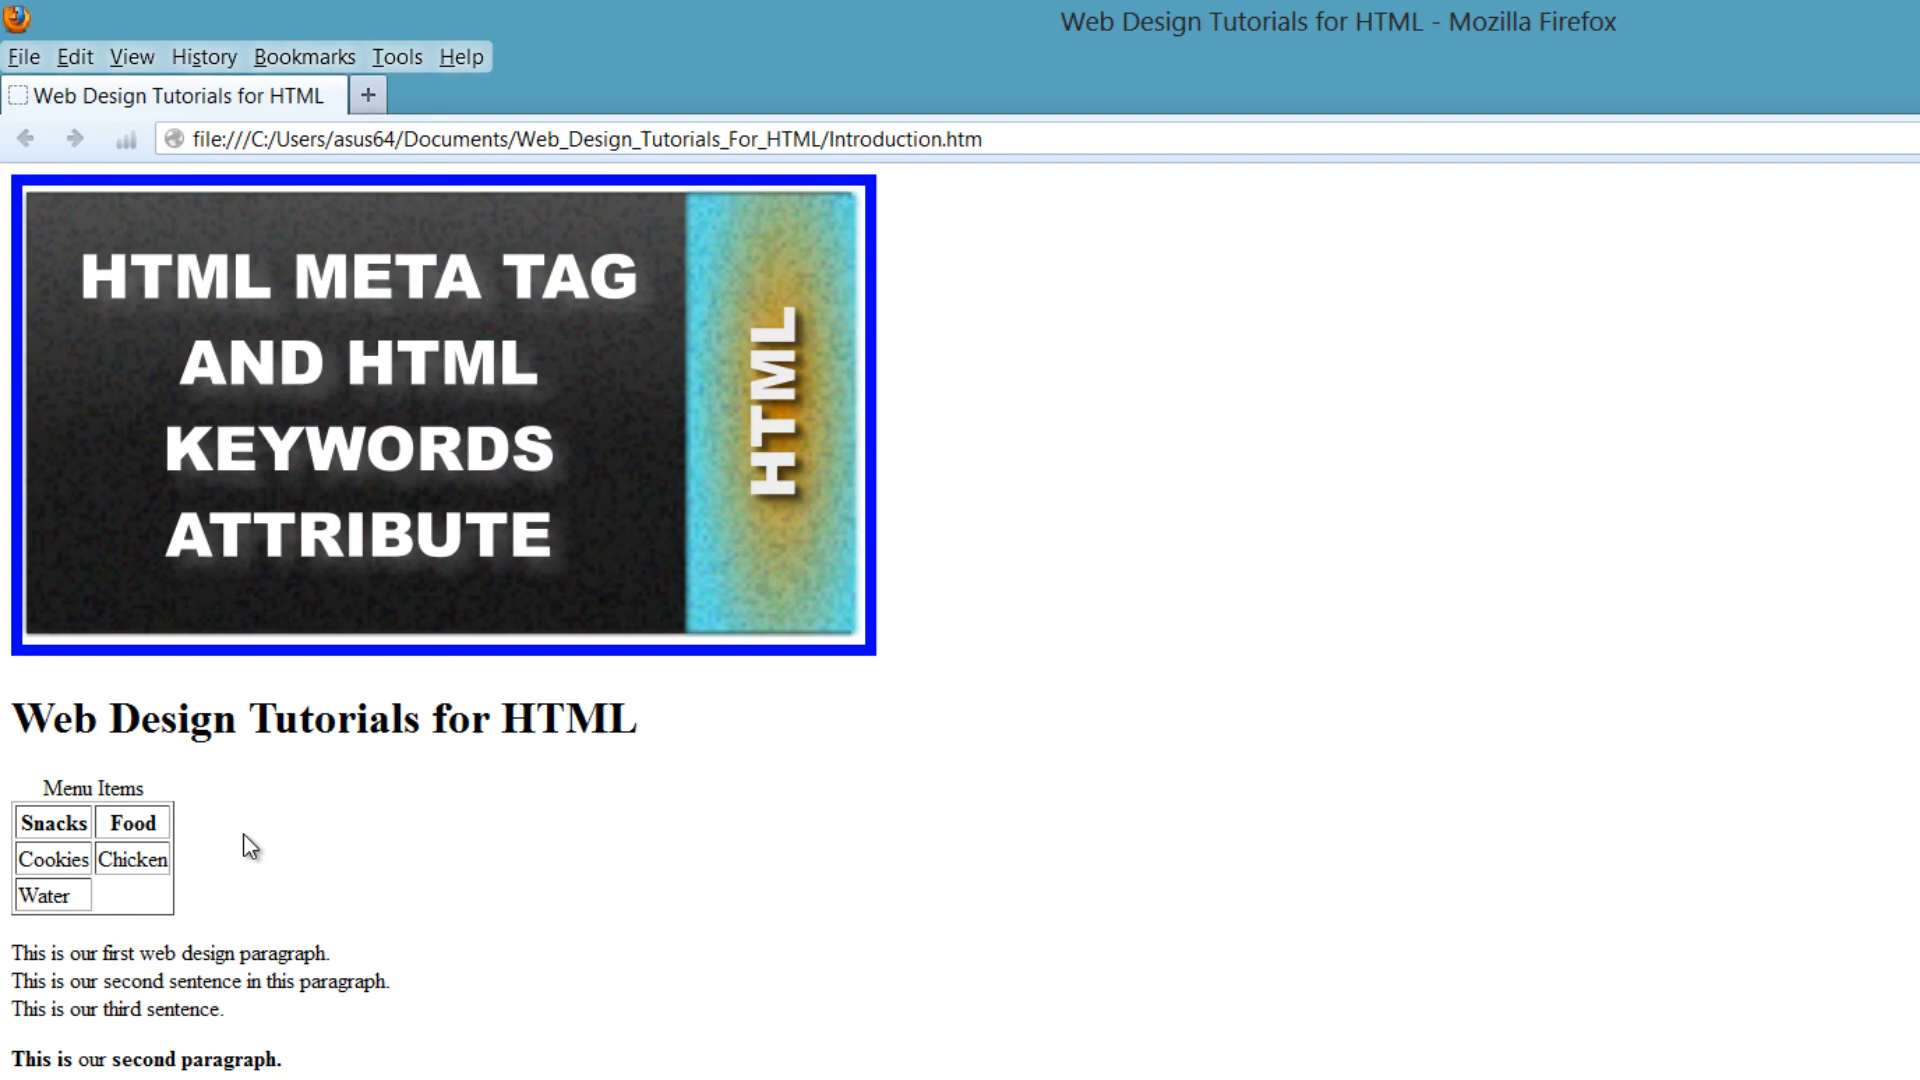 Web Design Tutorials for HTML - Mozilla Firefox
File Edit View History Bookmarks Tools Help
Web Design Tutorials for HTML +
file:///C:/Users/asus64/Documents/Web_Design_Tutorials_For_HTML/Introduction.htm
HTML META TAG
AND HTML
KEYWORDS
ATTRIBUTE
HTML
Web Design Tutorials for HTML
Menu Items
Snacks Food
Cookies Chicken
Water
This is our first web design paragraph.
This is our second sentence in this paragraph.
This is our third sentence.
This is our second paragraph.